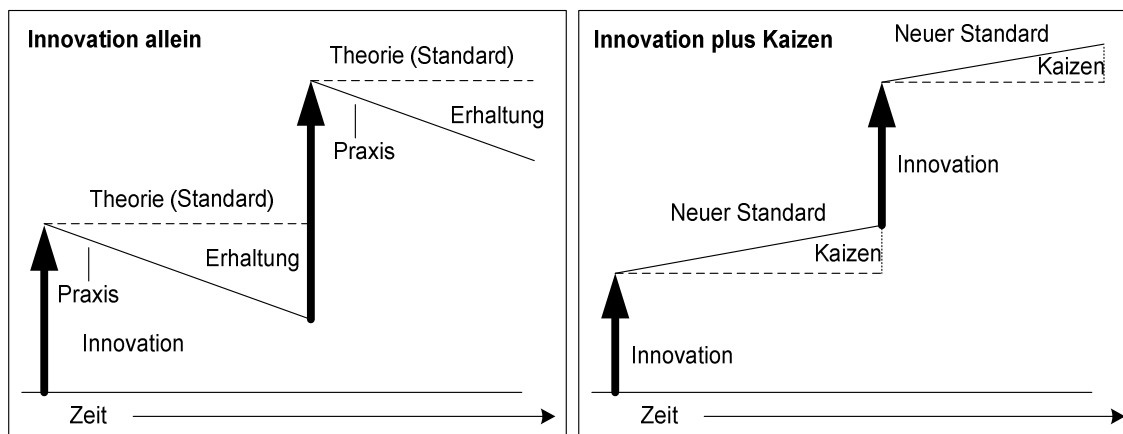 Innovation allein
Theorie (Standard)
Erhaltung
Praxis
Theorie (Standard)
Erhaltung
Praxis
Innovation
Zeit
Innovation plus Kaizen
Neuer Standard
Kaizen
Innovation
Neuer Standard
Kaizen
Innovation
Zeit